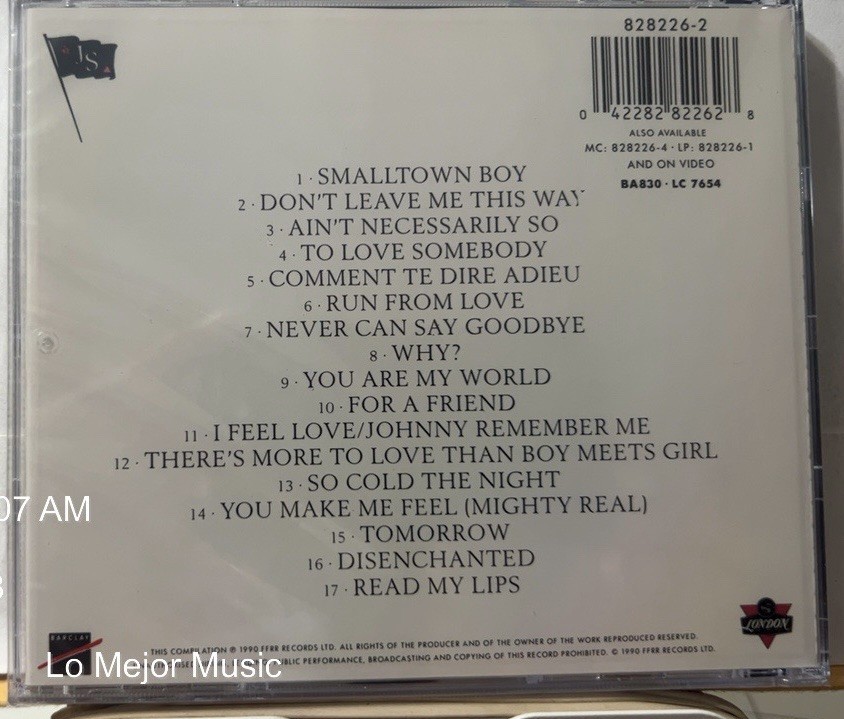 JS
828226-2
0 42282 82262 8
ALSO AVAILABLE
MC: 828226-4 · LP: 828226-1
AND ON VIDEO
BA830 · LC 7654
1 · SMALLTOWN BOY
2 · DON'T LEAVE ME THIS WAY
3 · AIN'T NECESSARILY SO
4 · TO LOVE SOMEBODY
5 · COMMENT TE DIRE ADIEU
6 · RUN FROM LOVE
7 · NEVER CAN SAY GOODBYE
8 · WHY?
9 · YOU ARE MY WORLD
10 · FOR A FRIEND
11 · I FEEL LOVE/JOHNNY REMEMBER ME
12 · THERE'S MORE TO LOVE THAN BOY MEETS GIRL
13 · SO COLD THE NIGHT
14 · YOU MAKE ME FEEL (MIGHTY REAL)
15 · TOMORROW
16 · DISENCHANTED
17 · READ MY LIPS
07 AM
BARCLAY
LONDON
THIS COMPILATION ℗ 1990 FFRR RECORDS LTD. ALL RIGHTS OF THE PRODUCER AND OF THE OWNER OF THE WORK REPRODUCED RESERVED.
PUBLIC PERFORMANCE, BROADCASTING AND COPYING OF THIS RECORD PROHIBITED. © 1990 FFRR RECORDS LTD.
Lo Mejor Music